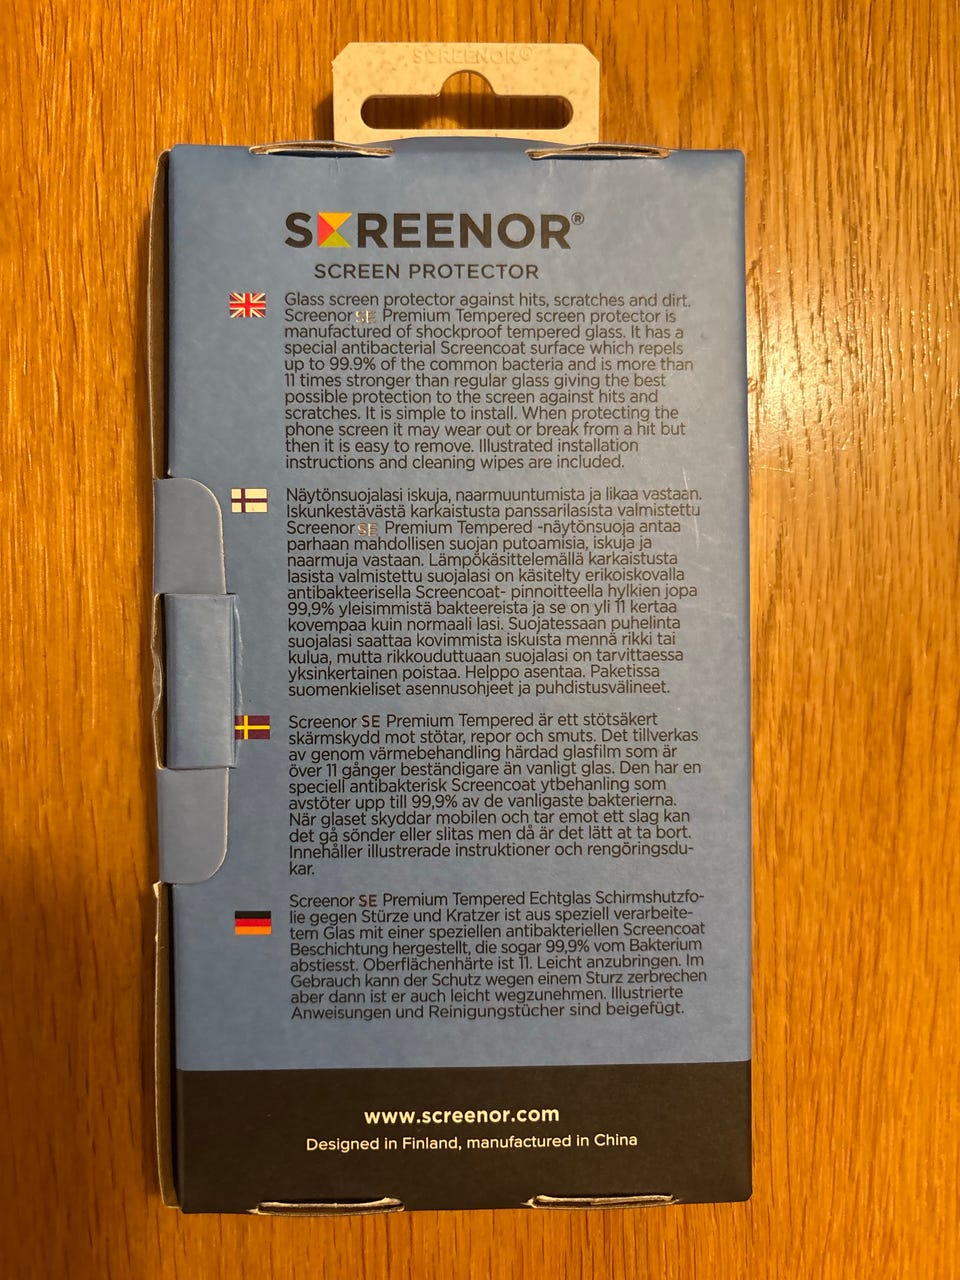 SCREENOR®
SCREENOR®
SCREEN PROTECTOR
Glass screen protector against hits, scratches and dirt.
Screenor SE Premium Tempered screen protector is
manufactured of shockproof tempered glass. It has a
special antibacterial Screencoat surface which repels
up to 99.9% of the common bacteria and is more than
11 times stronger than regular glass giving the best
possible protection to the screen against hits and
scratches. It is simple to install. When protecting the
phone screen it may wear out or break from a hit but
then it is easy to remove. Illustrated installation
instructions and cleaning wipes are included.
Näytönsuojalasi iskuja, naarmuuntumista ja likaa vastaan.
Iskunkestävästä karkaistusta panssarilasista valmistettu
Screenor SE Premium Tempered -näytönsuoja antaa
parhaan mahdollisen suojan putoamisia, iskuja ja
naarmuja vastaan. Lämpökäsittelemällä karkaistusta
lasista valmistettu suojalasi on käsitelty erikoiskovalla
antibakteerisella Screencoat- pinnoitteella hylkien jopa
99,9% yleisimmistä bakteereista ja se on yli 11 kertaa
kovempaa kuin normaali lasi. Suojatessaan puhelinta
suojalasi saattaa kovimmista iskuista mennä rikki tai
kulua, mutta rikkouduttuaan suojalasi on tarvittaessa
yksinkertainen poistaa. Helppo asentaa. Paketissa
suomenkieliset asennusohjeet ja puhdistusvälineet.
Screenor SE Premium Tempered är ett stötsäkert
skärmskydd mot stötar, repor och smuts. Det tillverkas
av genom värmebehandling härdad glasfilm som är
över 11 gånger beständigare än vanligt glas. Den har en
speciell antibakterisk Screencoat ytbehanling som
avstöter upp till 99,9% av de vanligaste bakterierna.
När glaset skyddar mobilen och tar emot ett slag kan
det gå sönder eller slitas men då är det lätt at ta bort.
Innehåller illustrerade instruktioner och rengöringsdu-
kar.
Screenor SE Premium Tempered Echtglas Schirmshutzfo-
lie gegen Stürze und Kratzer ist aus speziell verarbeite-
tem Glas mit einer speziellen antibakteriellen Screencoat
Beschichtung hergestellt, die sogar 99,9% vom Bakterium
abstiesst. Oberflächenhärte ist 11. Leicht anzubringen. Im
Gebrauch kann der Schutz wegen einem Sturz zerbrechen
aber dann ist er auch leicht wegzunehmen. Illustrierte
Anweisungen und Reinigungstücher sind beigefügt.
www.screenor.com
Designed in Finland, manufactured in China